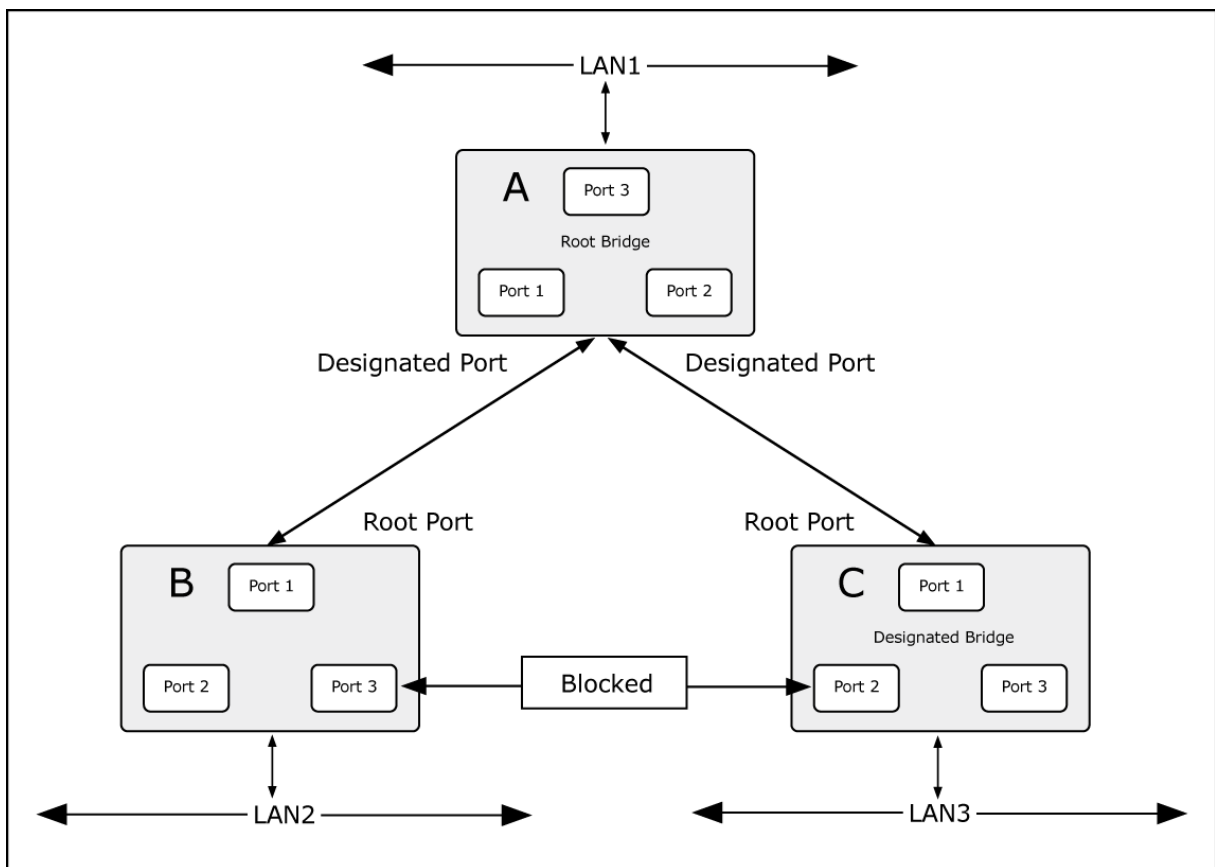 LAN1
A
Port 3
Root Bridge
Port 1
Port 2
Designated Port
Designated Port
Root Port
Root Port
B
Port 1
C
Port 1
Designated Bridge
Port 2
Port 3
Blocked
Port 2
Port 3
LAN2
LAN3